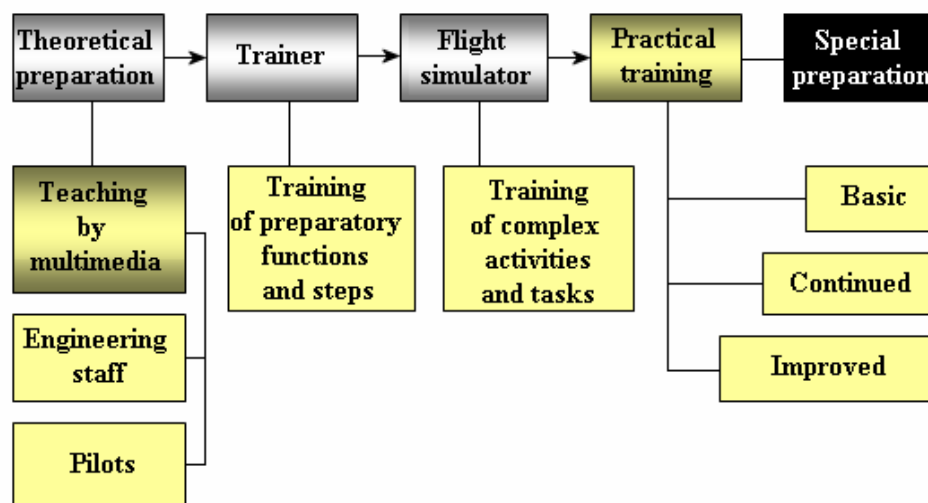 Theoretical
preparation
Trainer
Flight
simulator
Practical
training
Special
preparation
Teaching
by
multimedia
Training
of preparatory
functions
and steps
Training
of complex
activities
and tasks
Basic
Continued
Improved
Engineering
staff
Pilots